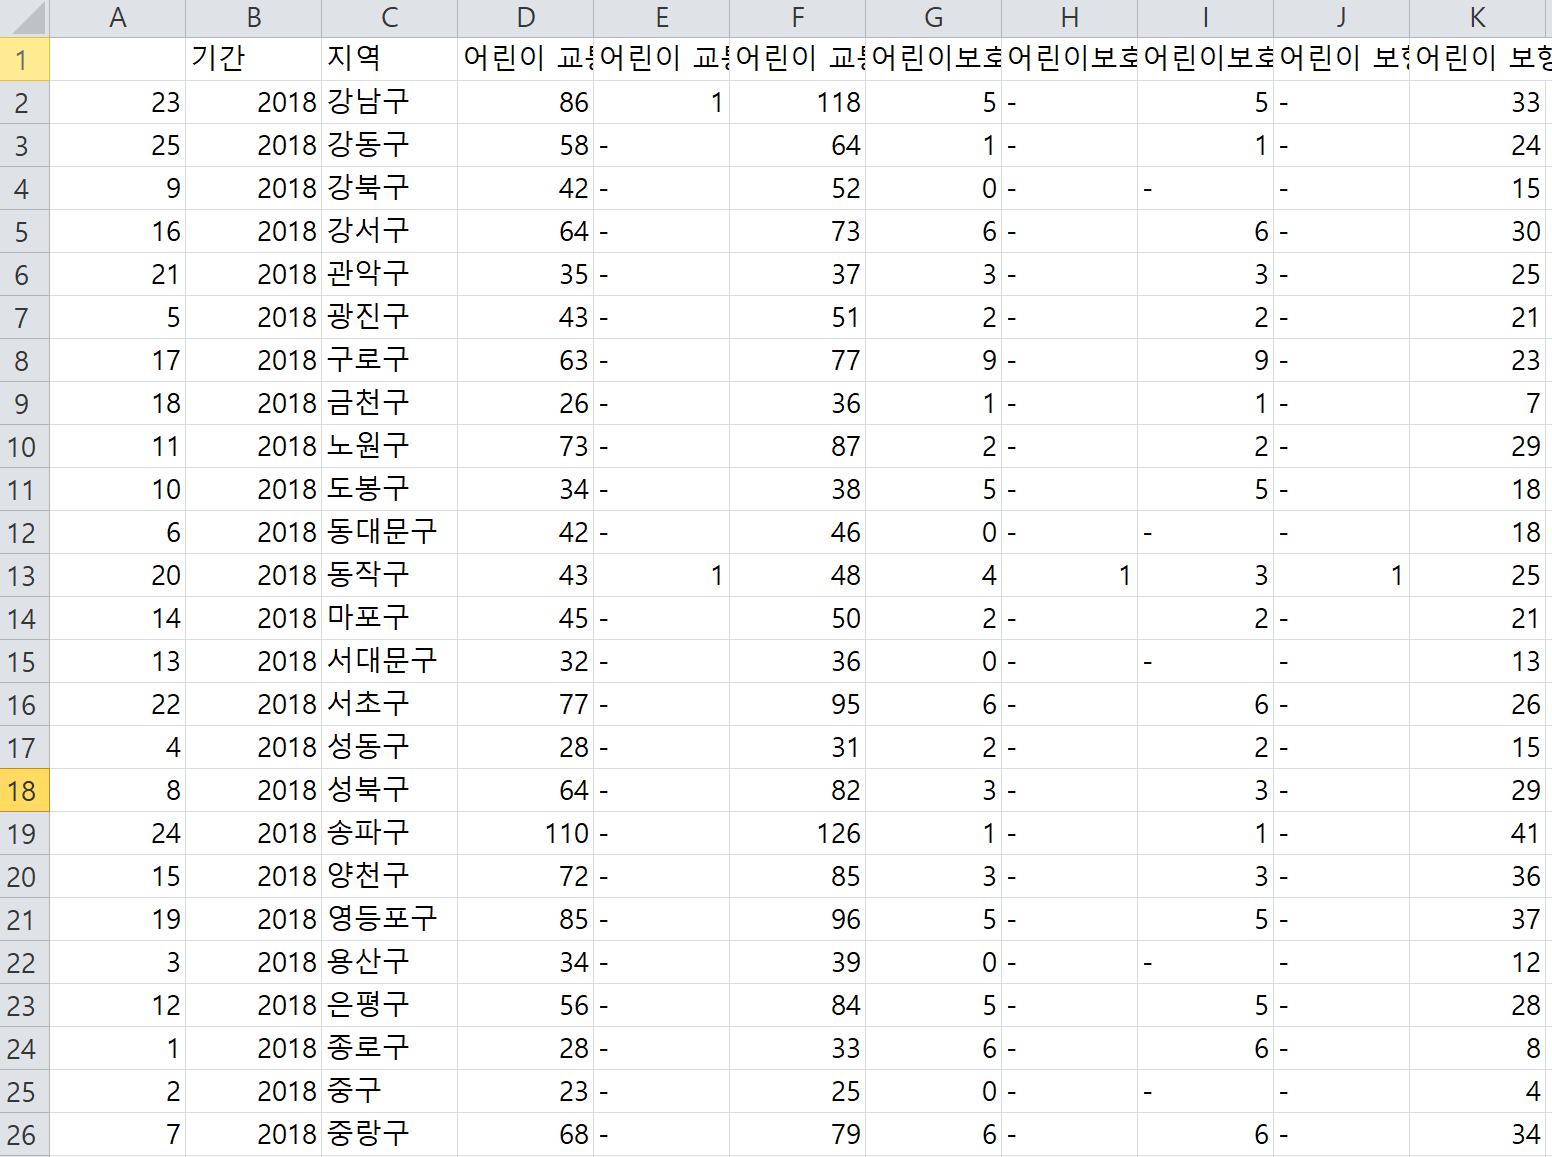 A B C D E F G H I J K
1 기간 지역 어린이 어린이 어린이 어린이보호 어린이보호 어린이보호 어린이 어린이
2 23 2018 강남구 86 1 118 5 - 5 - 33
3 25 2018 강동구 58 - 64 1 - 1 - 24
4 9 2018 강북구 42 - 52 0 - - - 15
5 16 2018 강서구 64 - 73 6 - 6 - 30
6 21 2018 관악구 35 - 37 3 - 3 - 25
7 5 2018 광진구 43 - 51 2 - 2 - 21
8 17 2018 구로구 63 - 77 9 - 9 - 23
9 18 2018 금천구 26 - 36 1 - 1 - 7
10 11 2018 노원구 73 - 87 2 - 2 - 29
11 10 2018 도봉구 34 - 38 5 - 5 - 18
12 6 2018 동대문구 42 - 46 0 - - - 18
13 20 2018 동작구 43 1 48 4 1 3 1 25
14 14 2018 마포구 45 - 50 2 - 2 - 21
15 13 2018 서대문구 32 - 36 0 - - - 13
16 22 2018 서초구 77 - 95 6 - 6 - 26
17 4 2018 성동구 28 - 31 2 - 2 - 15
18 8 2018 성북구 64 - 82 3 - 3 - 29
19 24 2018 송파구 110 - 126 1 - 1 - 41
20 15 2018 양천구 72 - 85 3 - 3 - 36
21 19 2018 영등포구 85 - 96 5 - 5 - 37
22 3 2018 용산구 34 - 39 0 - - - 12
23 12 2018 은평구 56 - 84 5 - 5 - 28
24 1 2018 종로구 28 - 33 6 - 6 - 8
25 2 2018 중구 23 - 25 0 - - - 4
26 7 2018 중랑구 68 - 79 6 - 6 - 34